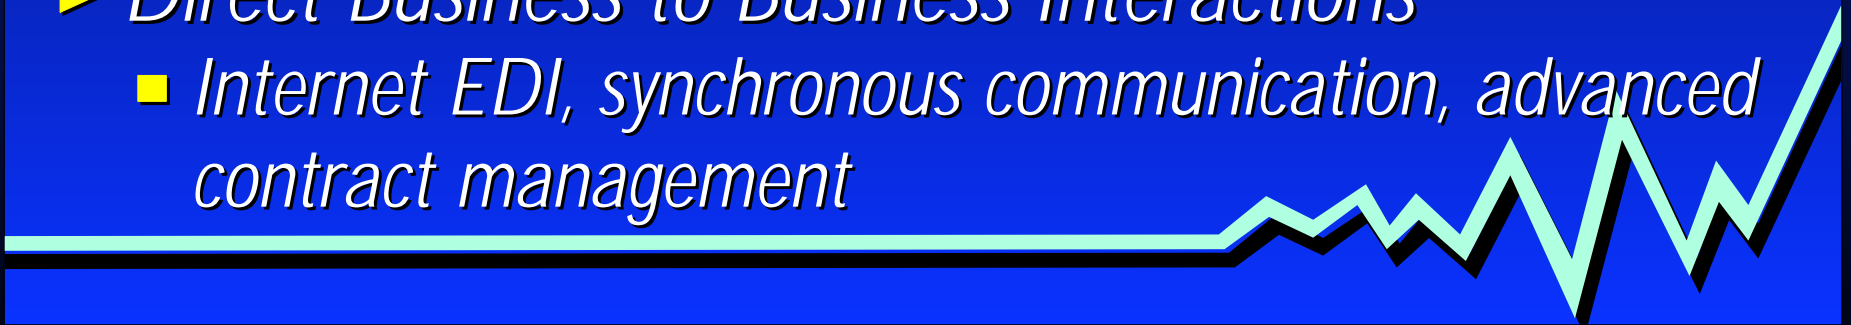 Direct Business to Business Interactions
Internet EDI, synchronous communication, advanced
contract management